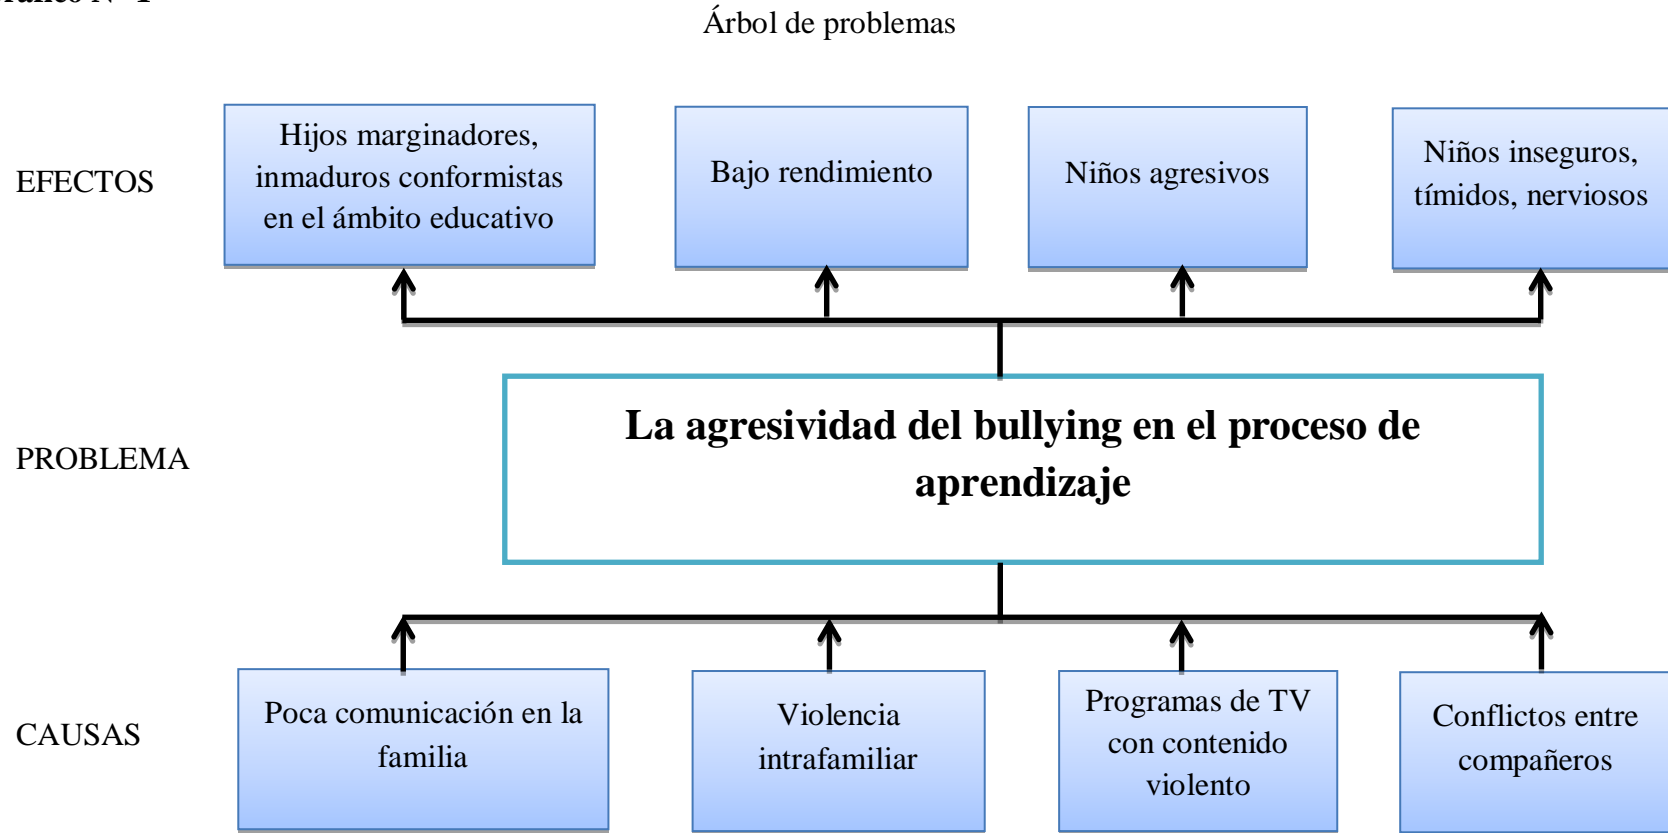 Árbol de problemas
EFECTOS
Hijos marginadores,
inmaduros conformistas
en el ámbito educativo
Bajo rendimiento
Niños agresivos
Niños inseguros,
tímidos, nerviosos
PROBLEMA
La agresividad del bullying en el proceso de
aprendizaje
CAUSAS
Poca comunicación en la
familia
Violencia
intrafamiliar
Programas de TV
con contenido
violento
Conflictos entre
compañeros